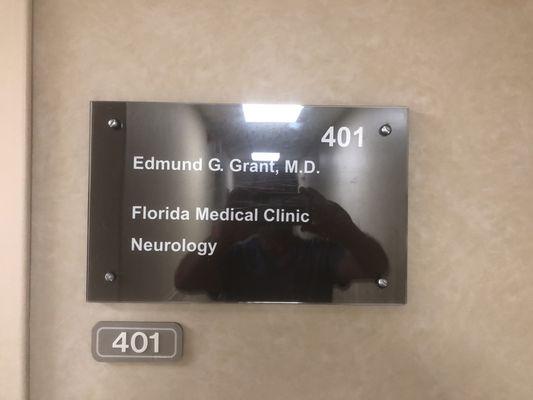 401
Edmund G. Grant, M.D.
Florida Medical Clinic
Neurology
401